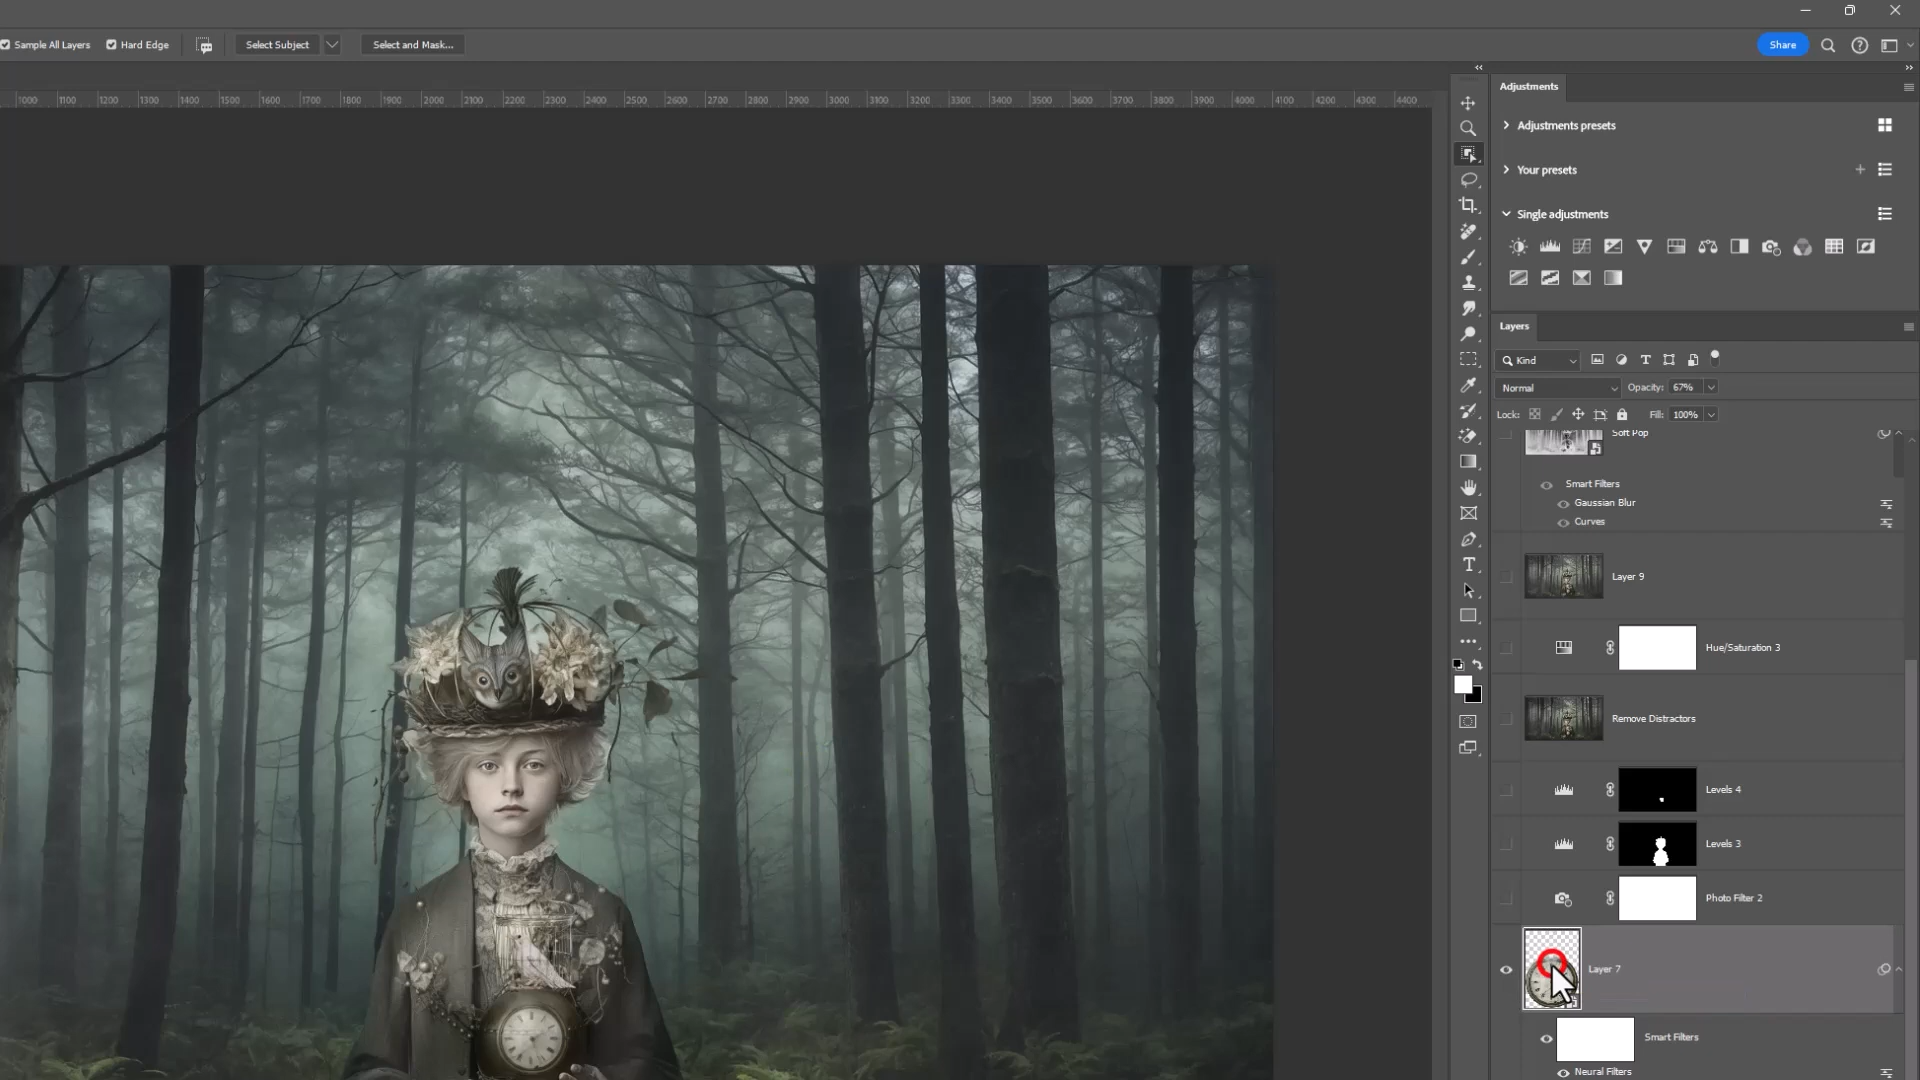 Sample All Layers Hard Edge Select Subject Select and Mask... Share
1000 1100 1200 1300 1400 1500 1600 1700 1800 1900 2000 2100 2200 2300 2400 2500 2600 2700 2800 2900 3000 3100 3200 3300 3400 3500 3600 3700 3800 3900 4000 4100 4200 4300 4400
Adjustments
Adjustments presets
Your presets
Single adjustments
Layers
Kind
Normal Opacity: 67%
Lock: Fill: 100%
Soft Pop
Smart Filters
Gaussian Blur
Curves
Layer 9
Hue/Saturation 3
Remove Distractors
Levels 4
Levels 3
Photo Filter 2
Layer 7
Smart Filters
Neural Filters